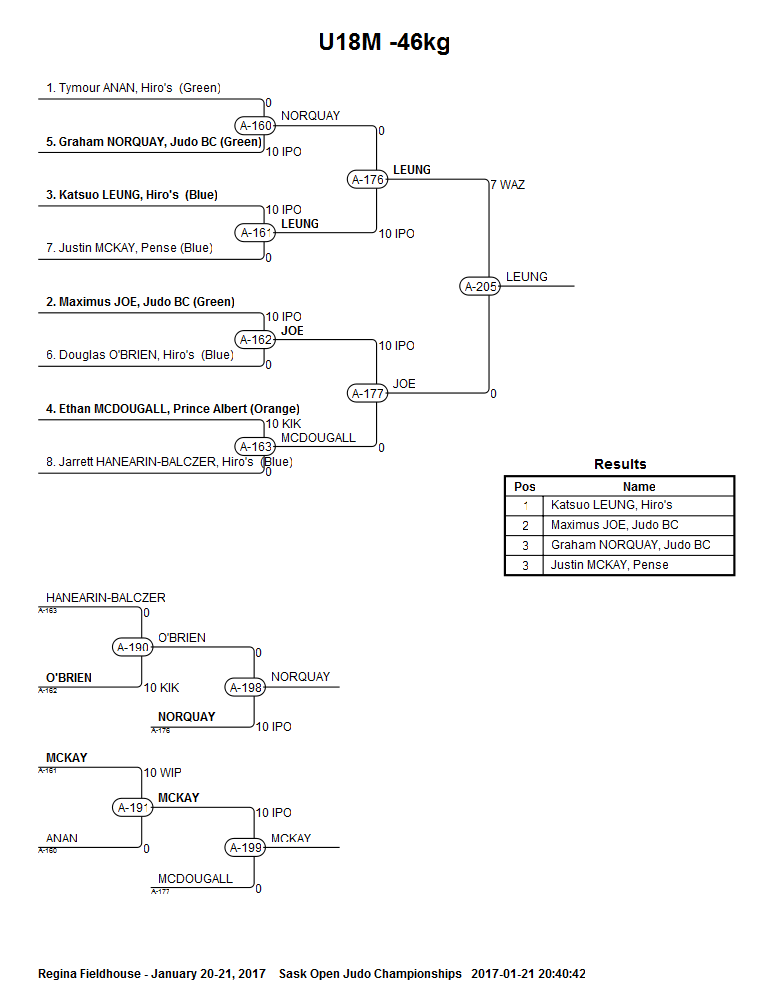 U18M -46kg
1. Tymour ANAN, Hiro's (Green)
0
A-160
NORQUAY
0
5. Graham NORQUAY, Judo BC (Green)
10 IPO
A-176
LEUNG
7 WAZ
3. Katsuo LEUNG, Hiro's (Blue)
10 IPO
A-161
LEUNG
10 IPO
7. Justin MCKAY, Pense (Blue)
0
A-205
LEUNG
2. Maximus JOE, Judo BC (Green)
10 IPO
A-162
JOE
10 IPO
6. Douglas O'BRIEN, Hiro's (Blue)
0
A-177
JOE
0
4. Ethan MCDOUGALL, Prince Albert (Orange)
10 KIK
A-163
MCDOUGALL
0
8. Jarrett HANEARIN-BALCZER, Hiro's (Blue)
0
Results
Pos Name
1 Katsuo LEUNG, Hiro's
2 Maximus JOE, Judo BC
3 Graham NORQUAY, Judo BC
3 Justin MCKAY, Pense
HANEARIN-BALCZER
A-163
0
A-190
O'BRIEN
0
O'BRIEN
A-162
10 KIK
A-198
NORQUAY
NORQUAY
A-176
10 IPO
MCKAY
A-161
10 WIP
A-191
MCKAY
10 IPO
ANAN
A-160
0
A-199
MCKAY
MCDOUGALL
A-177
0
Regina Fieldhouse - January 20-21, 2017 Sask Open Judo Championships 2017-01-21 20:40:42